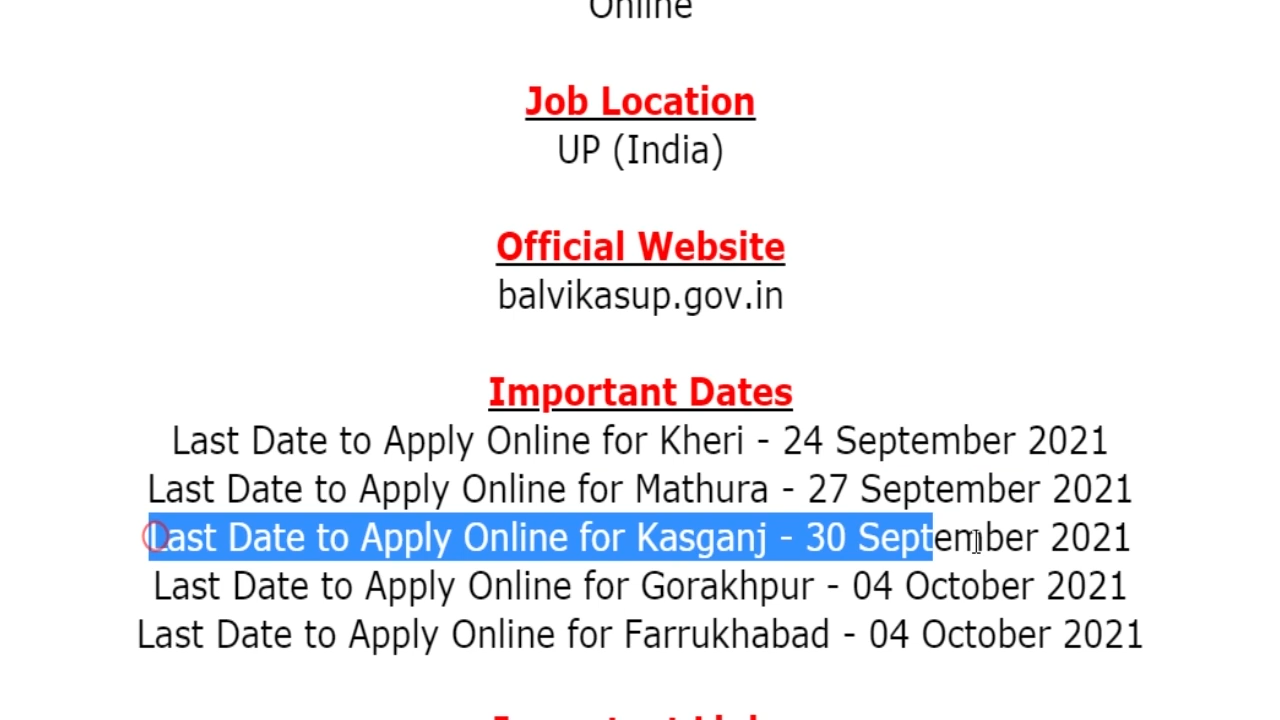 Online
Job Location
UP (India)
Official Website
balvikasup.gov.in
Important Dates
Last Date to Apply Online for Kheri - 24 September 2021
Last Date to Apply Online for Mathura - 27 September 2021
Last Date to Apply Online for Kasganj - 30 September 2021
Last Date to Apply Online for Gorakhpur - 04 October 2021
Last Date to Apply Online for Farrukhabad - 04 October 2021
Important